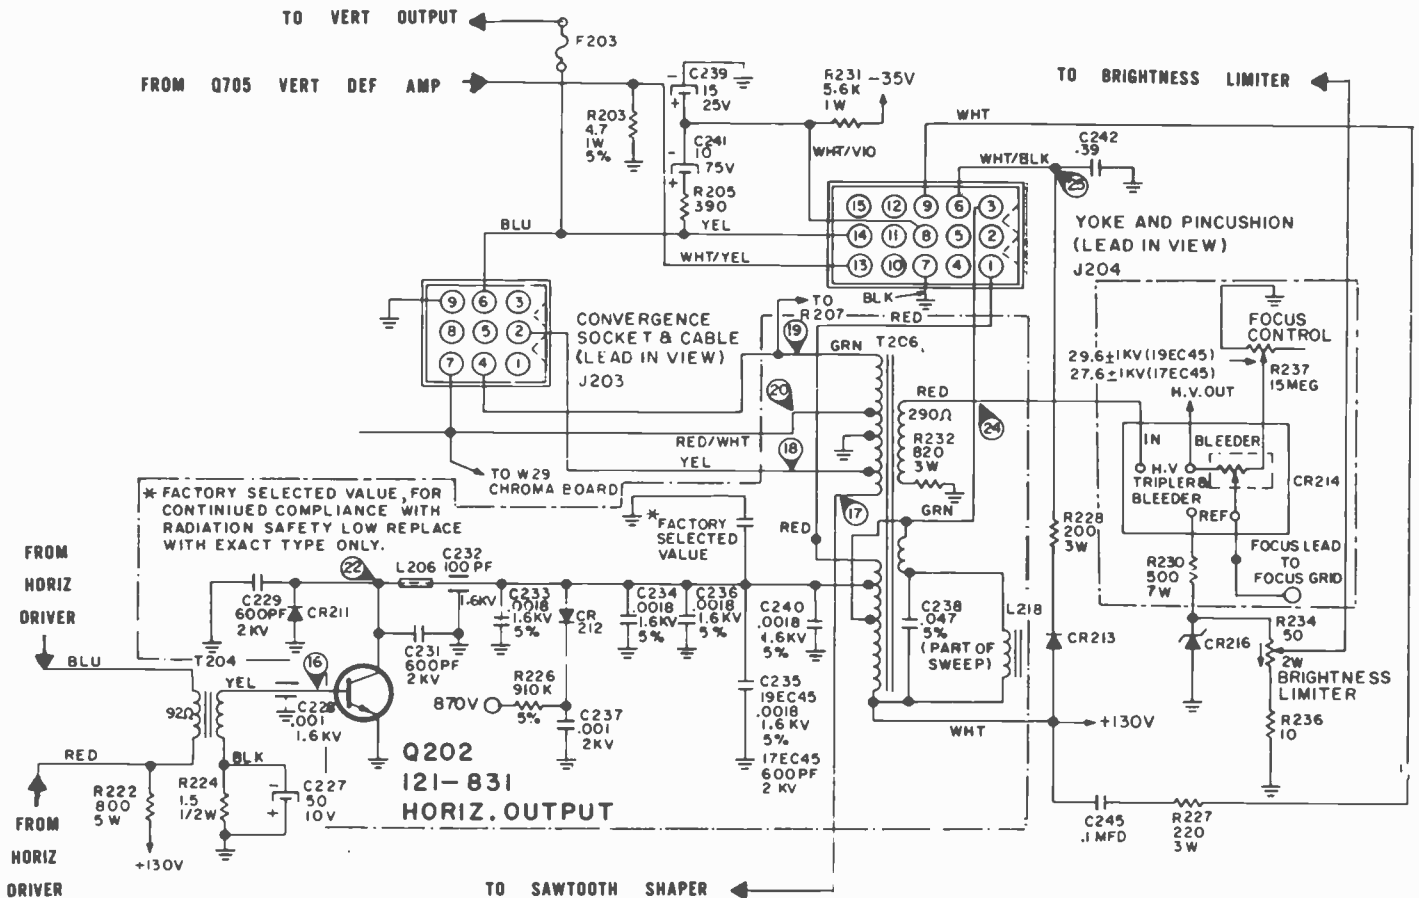 TO VERT OUTPUT
F203
FROM Q705 VERT DEF AMP
C239
15
25V
R231
5.6K
1W
-35V
TO BRIGHTNESS LIMITER
R203
4.7
1W
5%
C241
10
75V
R205
390
WHT/VIO
WHT
WHT/BLK
C242
.39
25
15 12 9 6 3
14 11 8 5 2
13 10 7 4 1
YOKE AND PINCUSHION
(LEAD IN VIEW)
J204
BLU
YEL
WHT/YEL
BLK
9 6 3
8 5 2
7 4 1
CONVERGENCE
SOCKET & CABLE
(LEAD IN VIEW)
J203
TO
R207
RED
19
GRN
T206
FOCUS
CONTROL
29.6±1KV(19EC45)
27.6±1KV(17EC45)
R237
15MEG
H.V. OUT
20
RED/WHT
YEL
18
TO W29
CHROMA BOARD
RED
290Ω
R232
820
3W
24
GRN
IN
BLEEDER
H.V
TRIPLER &
BLEEDER
REF
CR214
* FACTORY SELECTED VALUE, FOR
CONTINUED COMPLIANCE WITH
RADIATION SAFETY LOW REPLACE
WITH EXACT TYPE ONLY.
*
FACTORY
SELECTED
VALUE
RED
17
R228
200
3W
R230
500
7W
FOCUS LEAD
TO
FOCUS GRID
FROM
HORIZ
DRIVER
22
L206
C232
100PF
1.6KV
C229
600PF
2KV
CR211
C231
600PF
2KV
C233
.0018
1.6KV
5%
CR
212
C234
.0018
1.6KV
5%
C236
.0018
1.6KV
5%
C240
.0018
1.6KV
5%
C238
.047
5%
(PART OF
SWEEP)
L218
CR213
CR216
R234
50
2W
BRIGHTNESS
LIMITER
BLU
T204
16
YEL
92Ω
.001
1.6KV
870V
R226
910K
5%
C237
.001
2KV
C235
19EC45
.0018
1.6KV
5%
17EC45
600PF
2KV
WHT
+130V
R236
10
RED
BLK
R222
800
5W
R224
1.5
1/2W
C227
50
10V
+130V
Q202
121-831
HORIZ. OUTPUT
C245
.1MFD
R227
220
3W
FROM
HORIZ
DRIVER
TO SAWTOOTH SHAPER